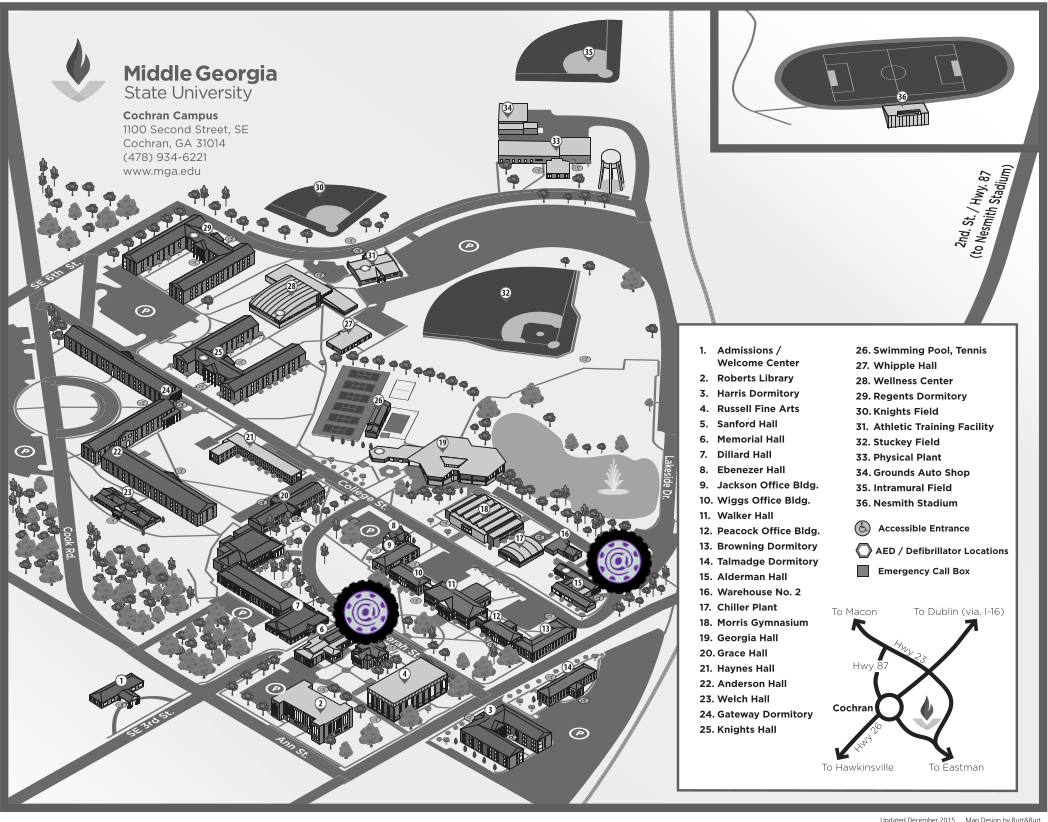 Middle Georgia
State University
Cochran Campus
1100 Second Street, SE
Cochran, GA 31014
(478) 934-6221
www.mga.edu
35
34
33
36
2nd. St. / Hwy. 87
(to Nesmith Stadium)
30
29
31
P
SE 6th St.
28
32
P
27
25
24
26
P
22
21
19
Lakeside Dr.
23
20
College St.
18
Cook Rd.
P
8
17
16
9
10
11
15
7
P
6
12
13
arah St.
14
1
P
4
2
3
P
SE 3rd St.
Ann St.
1. Admissions /
Welcome Center
2. Roberts Library
3. Harris Dormitory
4. Russell Fine Arts
5. Sanford Hall
6. Memorial Hall
7. Dillard Hall
8. Ebenezer Hall
9. Jackson Office Bldg.
10. Wiggs Office Bldg.
11. Walker Hall
12. Peacock Office Bldg.
13. Browning Dormitory
14. Talmadge Dormitory
15. Alderman Hall
16. Warehouse No. 2
17. Chiller Plant
18. Morris Gymnasium
19. Georgia Hall
20. Grace Hall
21. Haynes Hall
22. Anderson Hall
23. Welch Hall
24. Gateway Dormitory
25. Knights Hall
26. Swimming Pool, Tennis
27. Whipple Hall
28. Wellness Center
29. Regents Dormitory
30. Knights Field
31. Athletic Training Facility
32. Stuckey Field
33. Physical Plant
34. Grounds Auto Shop
35. Intramural Field
36. Nesmith Stadium
Accessible Entrance
AED / Defibrillator Locations
Emergency Call Box
To Macon
To Dublin (via. I-16)
Hwy 23
Hwy 87
Cochran
Hwy 26
To Hawkinsville
To Eastman
Updated December 2015 Map Design by Burt&Burt